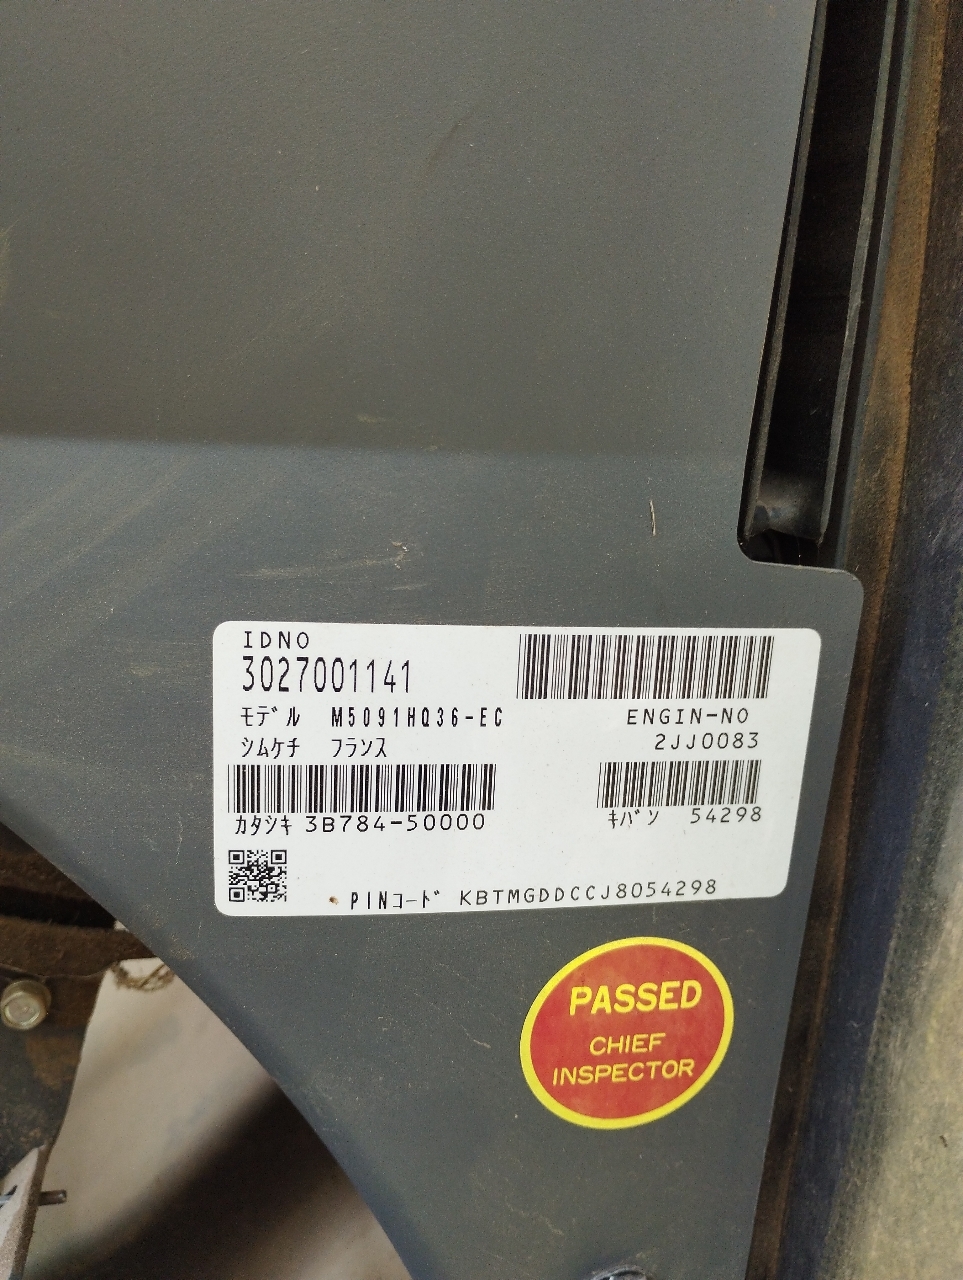 IDNO
3027001141
モデル M5091HQ36-EC
シムケチ フランス
ENGIN-NO
2JJ0083
カタシキ 3B784-50000
キバン 54298
PINコード KBTMGDDCCJ8054298
PASSED
CHIEF
INSPECTOR